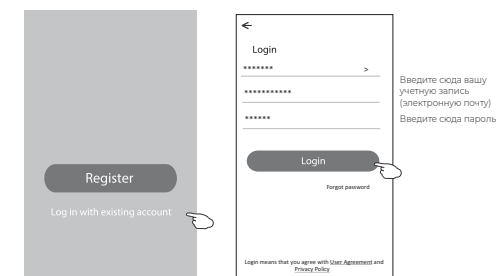 Register
Log in with existing account
Login
******* >
***********
******
Login
Forgot password
Login means that you agree with User Agreement and
Privacy Policy
Введите сюда вашу
учетную запись
(электронную почту)
Введите сюда пароль